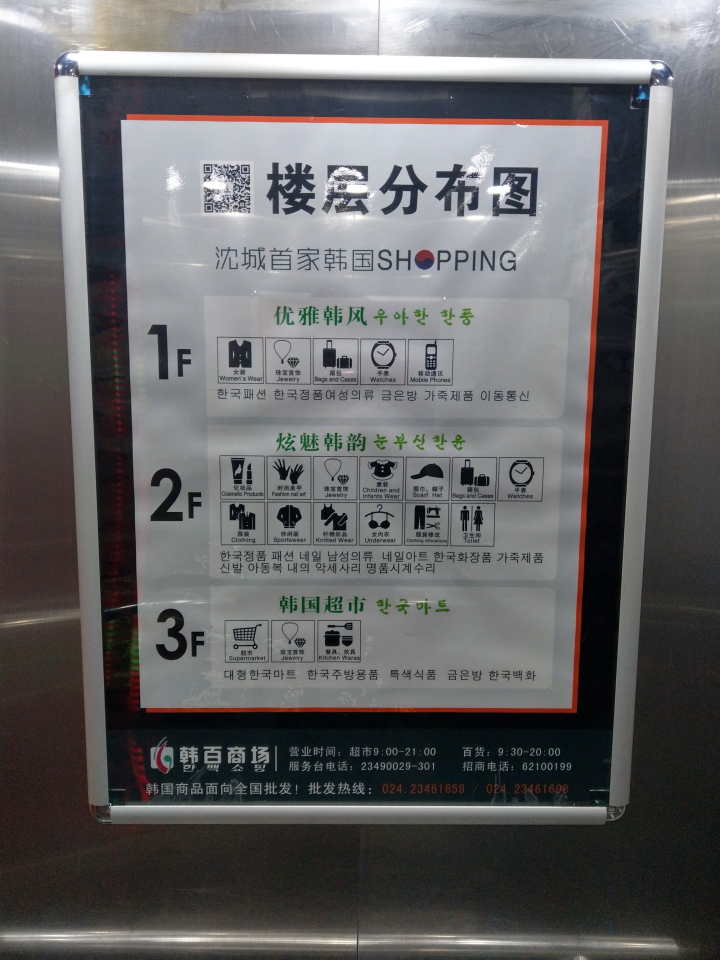 楼层分布图
沈城首家韩国SHOPPING
1F
优雅韩风 우아한 한풍
女装 珠宝首饰 箱包 手表 移动通讯
Women's Wear Jewelry Bags and Cases Watches Mobile Phones
한국패션 한국정품여성의류 금은방 가죽제품 이동통신
2F
炫魅韩韵 눈부신한운
化妆品 时尚美甲 珠宝首饰 童装 围巾、帽子 箱包 手表
Cosmetic Products Fashion nail art Jewelry Children and Infants Wear Scarf Hat Bags and Cases Watches
服装 休闲装 针织织品 女内衣 服装缝纫 卫生间
Clothing Sportswear Knitted Wear Underwear Clothing Alterations Toilet
한국정품 패션 네일 남성의류 네일아트 한국화장품 가죽제품
신발 아동복 내의 악세사리 명품시계수리
3F
韩国超市 한국마트
超市 珠宝首饰 餐具、炊具
Supermarket Jewelry Kitchen Wares
대형한국마트 한국주방용품 특색식품 금은방 한국백화
韩百商场
한백쇼핑
营业时间：超市9:00-21:00 百货：9:30-20:00
服务台电话：23490029-301 招商电话：62100199
韩国商品面向全国批发！批发热线：024.23461658 / 024.23461698